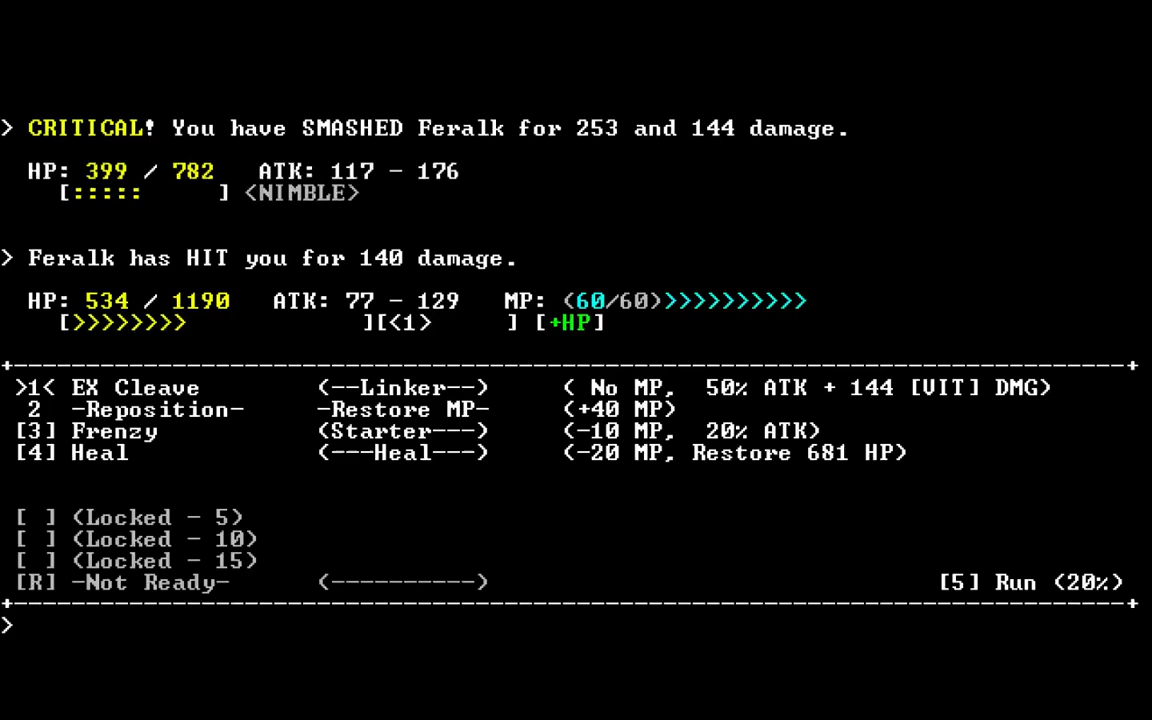 > CRITICAL! You have SMASHED Feralk for 253 and 144 damage.
HP: 399 / 782   ATK: 117 - 176
[:::::     ] <NIMBLE>
> Feralk has HIT you for 140 damage.
HP: 534 / 1190   ATK: 77 - 129   MP: (60/60)>>>>>>>>>>
[>>>>>>>>            ][<1>     ] [+HP]
+------------------------------------------------------------------------------+
>1< EX Cleave        (--Linker--)     ( No MP,  50% ATK + 144 [VIT] DMG)
2  -Reposition-     -Restore MP-     (+40 MP)
[3] Frenzy           (Starter---)     (-10 MP,  20% ATK)
[4] Heal             (---Heal---)     (-20 MP, Restore 681 HP)
[ ] (Locked - 5)
[ ] (Locked - 10)
[ ] (Locked - 15)
[R] -Not Ready-      (----------)                               [5] Run (20%)
+------------------------------------------------------------------------------+
>